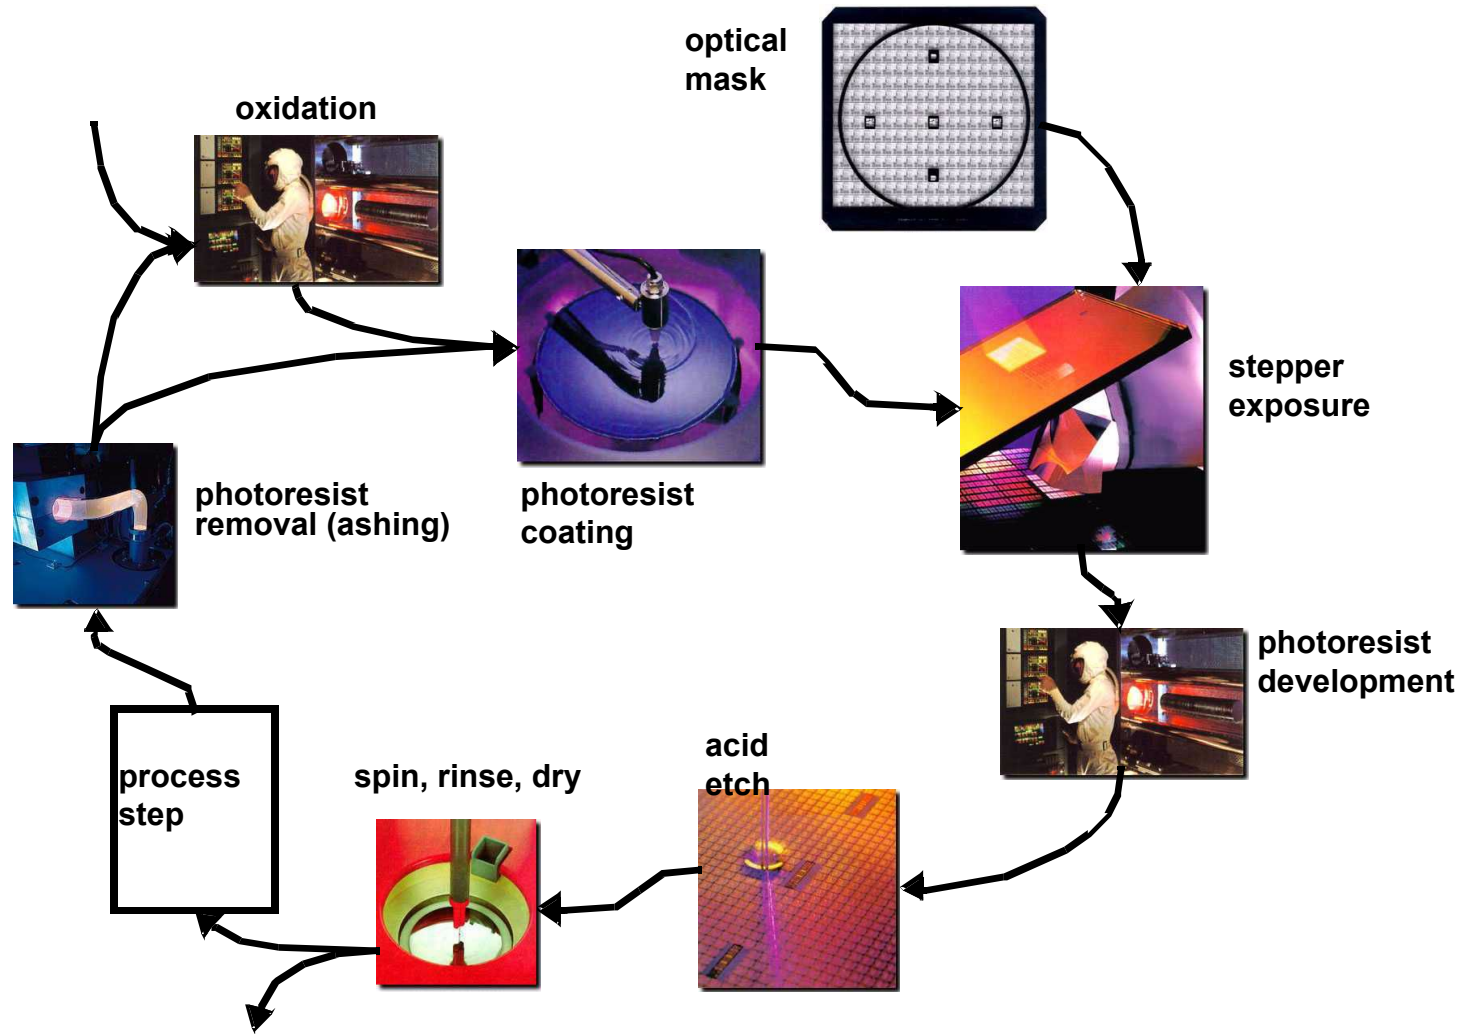 optical
mask
oxidation
stepper
exposure
photoresist
removal (ashing)
photoresist
coating
photoresist
development
acid
etch
process
step
spin, rinse, dry